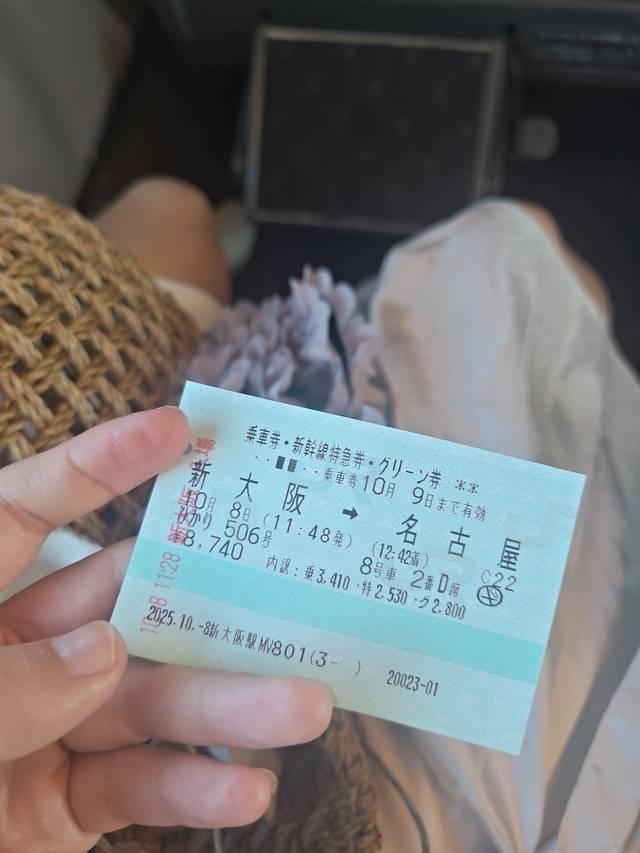 乗車券・新幹線特急券・グリーン券 **
・・■■・・乗車券10月 9日まで有効
新大阪 → 名古屋
10月 8日 (11:48発) (12:42着) C22
ひかり 506号 8号車 2番D席
¥8,740 内訳:乗3,410・特2,530・グ2,800
2025.10.-8新大阪駅MV801(3- ) 20023-01
10.-8 11:28